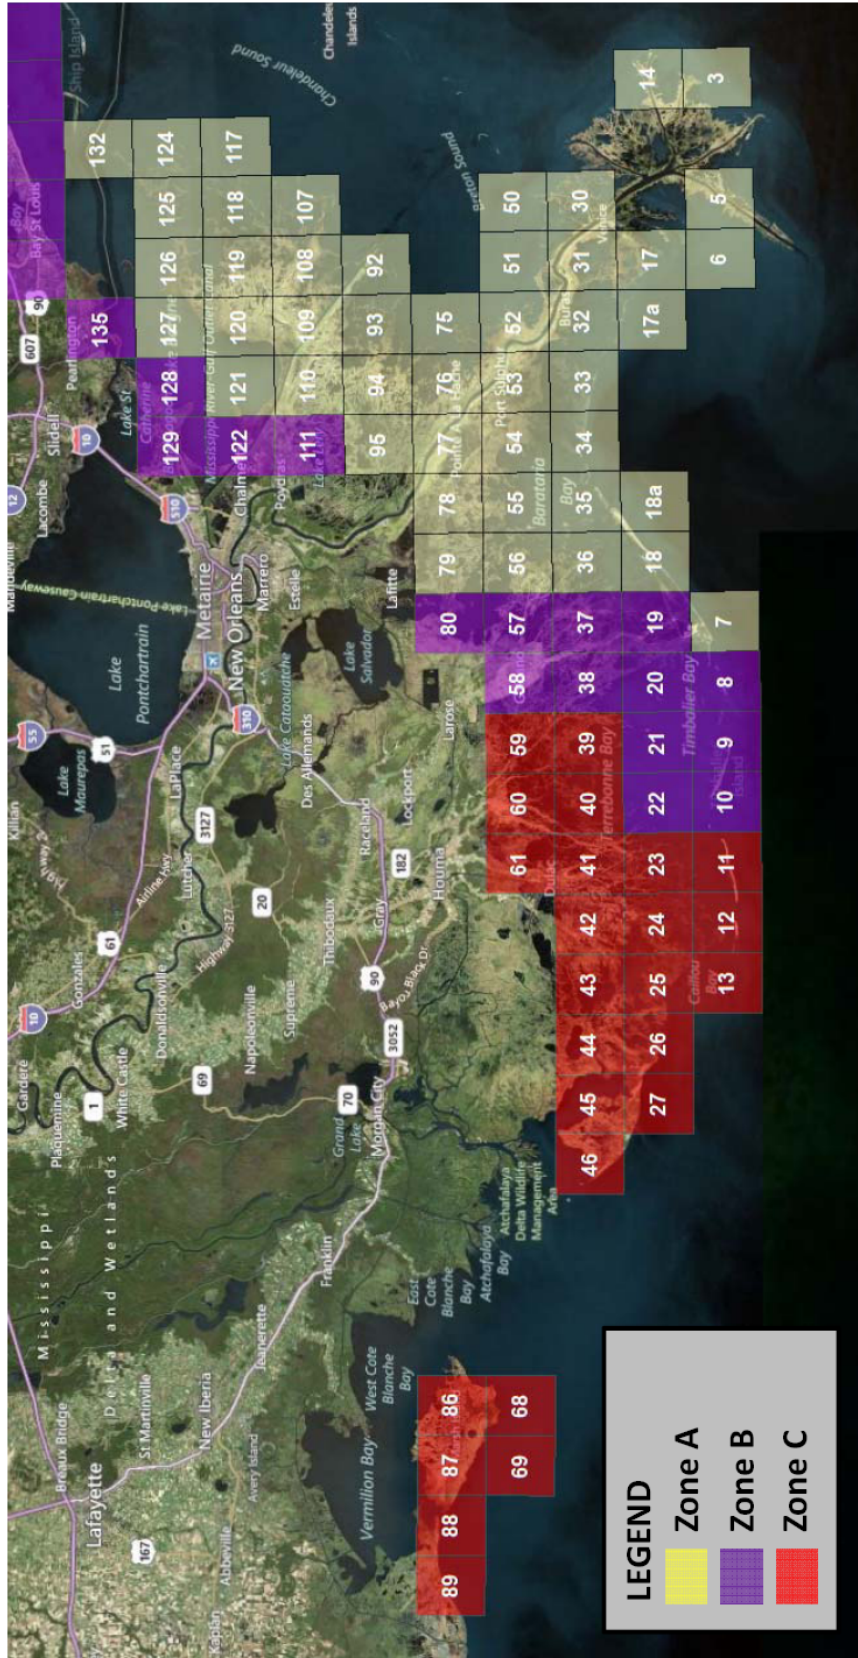 Mississippi
Delta and Wetlands
Breaux Bridge
Lafayette
St Martinville
New Iberia
167
Abbeville
Kaplan
Avery Island
Jeanerette
Franklin
Vermilion Bay
West Cote
Blanche
Bay
East
Cote
Blanche
Bay
Atchafalaya
Bay
Atchafalaya
Delta Wildlife
Management
Area
Gardere
10
Plaquemine
1
White Castle
Gonzales
61
Donaldsonville
69
Napoleonville
Supreme
Grand
Lake
70
Morgan City
3052
90
Bayou Black Dr
Thibodaux
Gray
182
Houma
Dulac
Killian
Airline Hwy
Lutcher
Highway 3127
3127
20
Lake
Maurepas
55
51
LaPlace
310
Lake Cataouatche
Des Allemands
Raceland
Lockport
Larose
Lake
Pontchartrain
Lake Pontchartrain Causeway
Metairie
New Orleans
Marrero
Estelle
Lake
Salvador
Lafitte
12
Lacombe
Slidell
10
510
Chalmette
Poydras
Lake St
Catherine
Pearlington
607
90
Bay St Louis
Bay
Ship Island
Chandeleur Sound
Chandeleur
Islands
Breton Sound
Mississippi River-Gulf Outlet Canal
Pointe A La Hache
Port Sulphur
Buras
Venice
Barataria
Bay
Timbalier Bay
Terrebonne Bay
Caillou
Bay
Island
135 132
129 128 127 126 125 124
122 121 120 119 118 117
111 110 109 108 107
95 94 93 92
89 88 87 86 80 79 78 77 76 75
69 68 61 60 59 58 57 56 55 54 53 52 51 50
46 45 44 43 42 41 40 39 38 37 36 35 34 33 32 31 30
27 26 25 24 23 22 21 20 19 18 18a 17a 17 14
13 12 11 10 9 8 7 6 5 3
LEGEND
Zone A
Zone B
Zone C